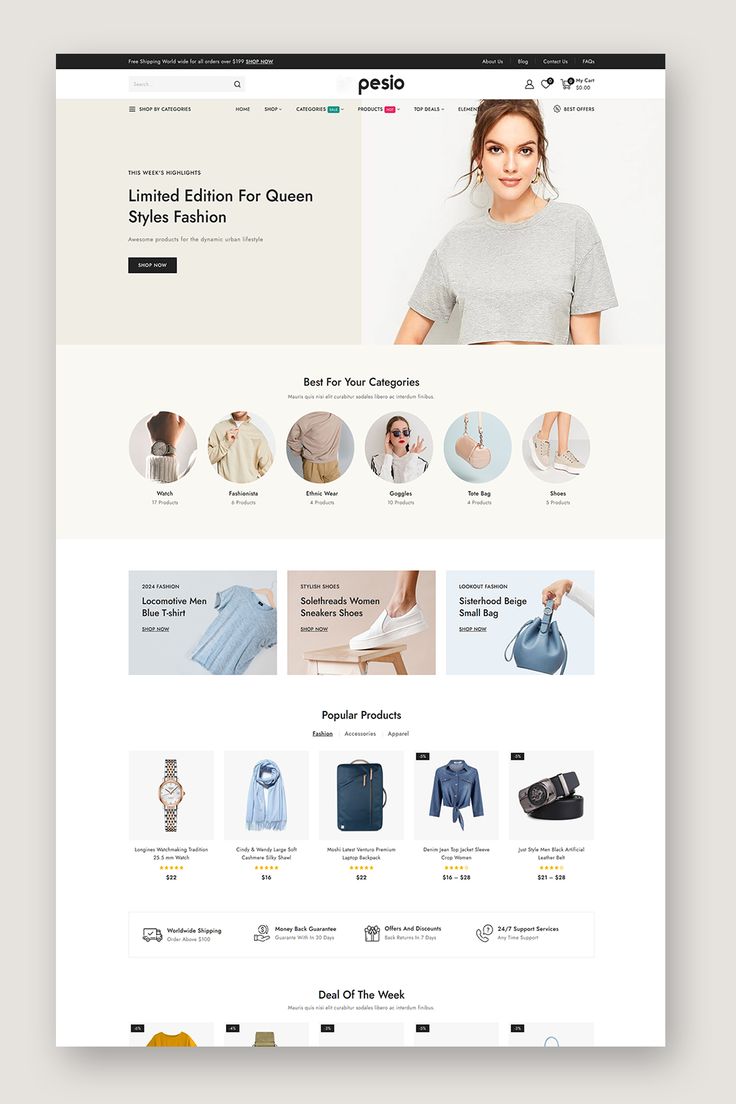 Free Shipping World wide for all orders over $199 SHOP NOW
About Us Blog Contact Us FAQs
Search...
pesio
0
0
My Cart
$0.00
SHOP BY CATEGORIES
HOME SHOP CATEGORIES SALE PRODUCTS HOT TOP DEALS ELEMENTS
BEST OFFERS
THIS WEEK'S HIGHLIGHTS
Limited Edition For Queen
Styles Fashion
Awesome products for the dynamic urban lifestyle
SHOP NOW
Best For Your Categories
Mauris quis nisi elit curabitur sodales libero ac interdum finibus.
Watch
17 Products
Fashionista
6 Products
Ethnic Wear
4 Products
Goggles
10 Products
Tote Bag
4 Products
Shoes
5 Products
2024 FASHION
Locomotive Men
Blue T-shirt
SHOP NOW
STYLISH SHOES
Solethreads Women
Sneakers Shoes
SHOP NOW
LOOKOUT FASHION
Sisterhood Beige
Small Bag
SHOP NOW
Popular Products
Fashion Accessories Apparel
Longines Watchmaking Tradition
25.5 mm Watch
$22
Cindy & Wendy Large Soft
Cashmere Silky Shawl
$16
Moshi Latest Venturo Premium
Laptop Backpack
$22
-5%
Denim Jean Top Jacket Sleeve
Crop Women
$16 – $28
-5%
Just Style Men Black Artificial
Leather Belt
$21 – $28
Worldwide Shipping
Order Above $100
Money Back Guarantee
Guarante With In 30 Days
Offers And Discounts
Back Returns In 7 Days
24/7 Support Services
Any Time Support
Deal Of The Week
Mauris quis nisi elit curabitur sodales libero ac interdum finibus.
-6%
-4%
3%
-5%
-3%